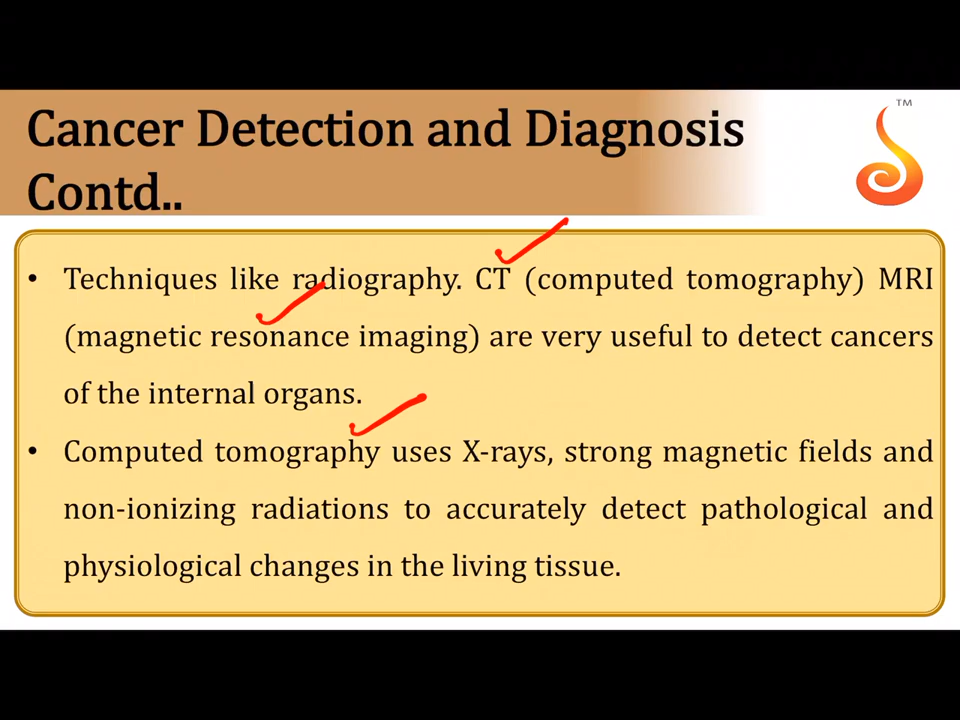 Cancer Detection and Diagnosis
Contd..
TM
• Techniques like radiography. CT (computed tomography) MRI
(magnetic resonance imaging) are very useful to detect cancers
of the internal organs.
• Computed tomography uses X-rays, strong magnetic fields and
non-ionizing radiations to accurately detect pathological and
physiological changes in the living tissue.